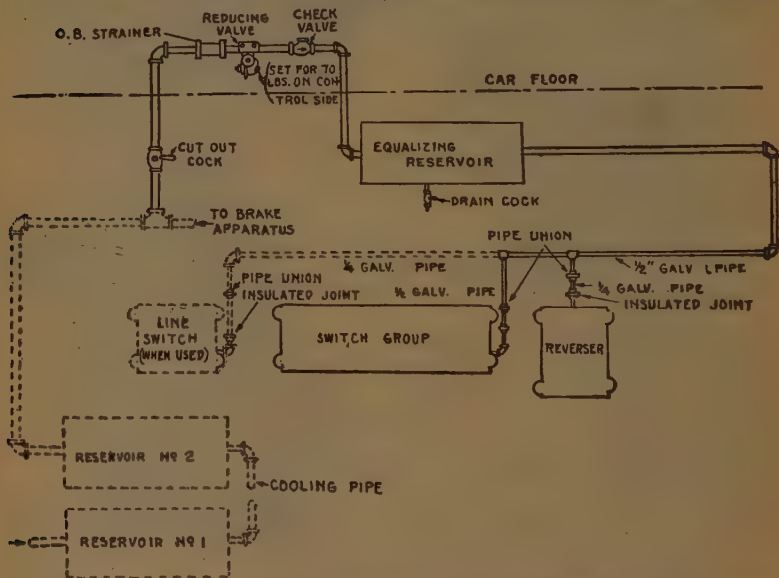 O.B. STRAINER
REDUCING
VALVE
CHECK
VALVE
SET FOR 70
LBS. ON CON
TROL SIDE
CAR FLOOR
CUT OUT
COCK
EQUALIZING
RESERVOIR
DRAIN COCK
TO BRAKE
APPARATUS
PIPE UNION
1/2" GALV. PIPE
1/4 GALV. PIPE
INSULATED JOINT
1/4 GALV. PIPE
1/2 GALV. PIPE
PIPE UNION
INSULATED JOINT
LINE
SWITCH
(WHEN USED)
SWITCH GROUP
REVERSER
RESERVOIR Nº 2
COOLING PIPE
RESERVOIR Nº 1